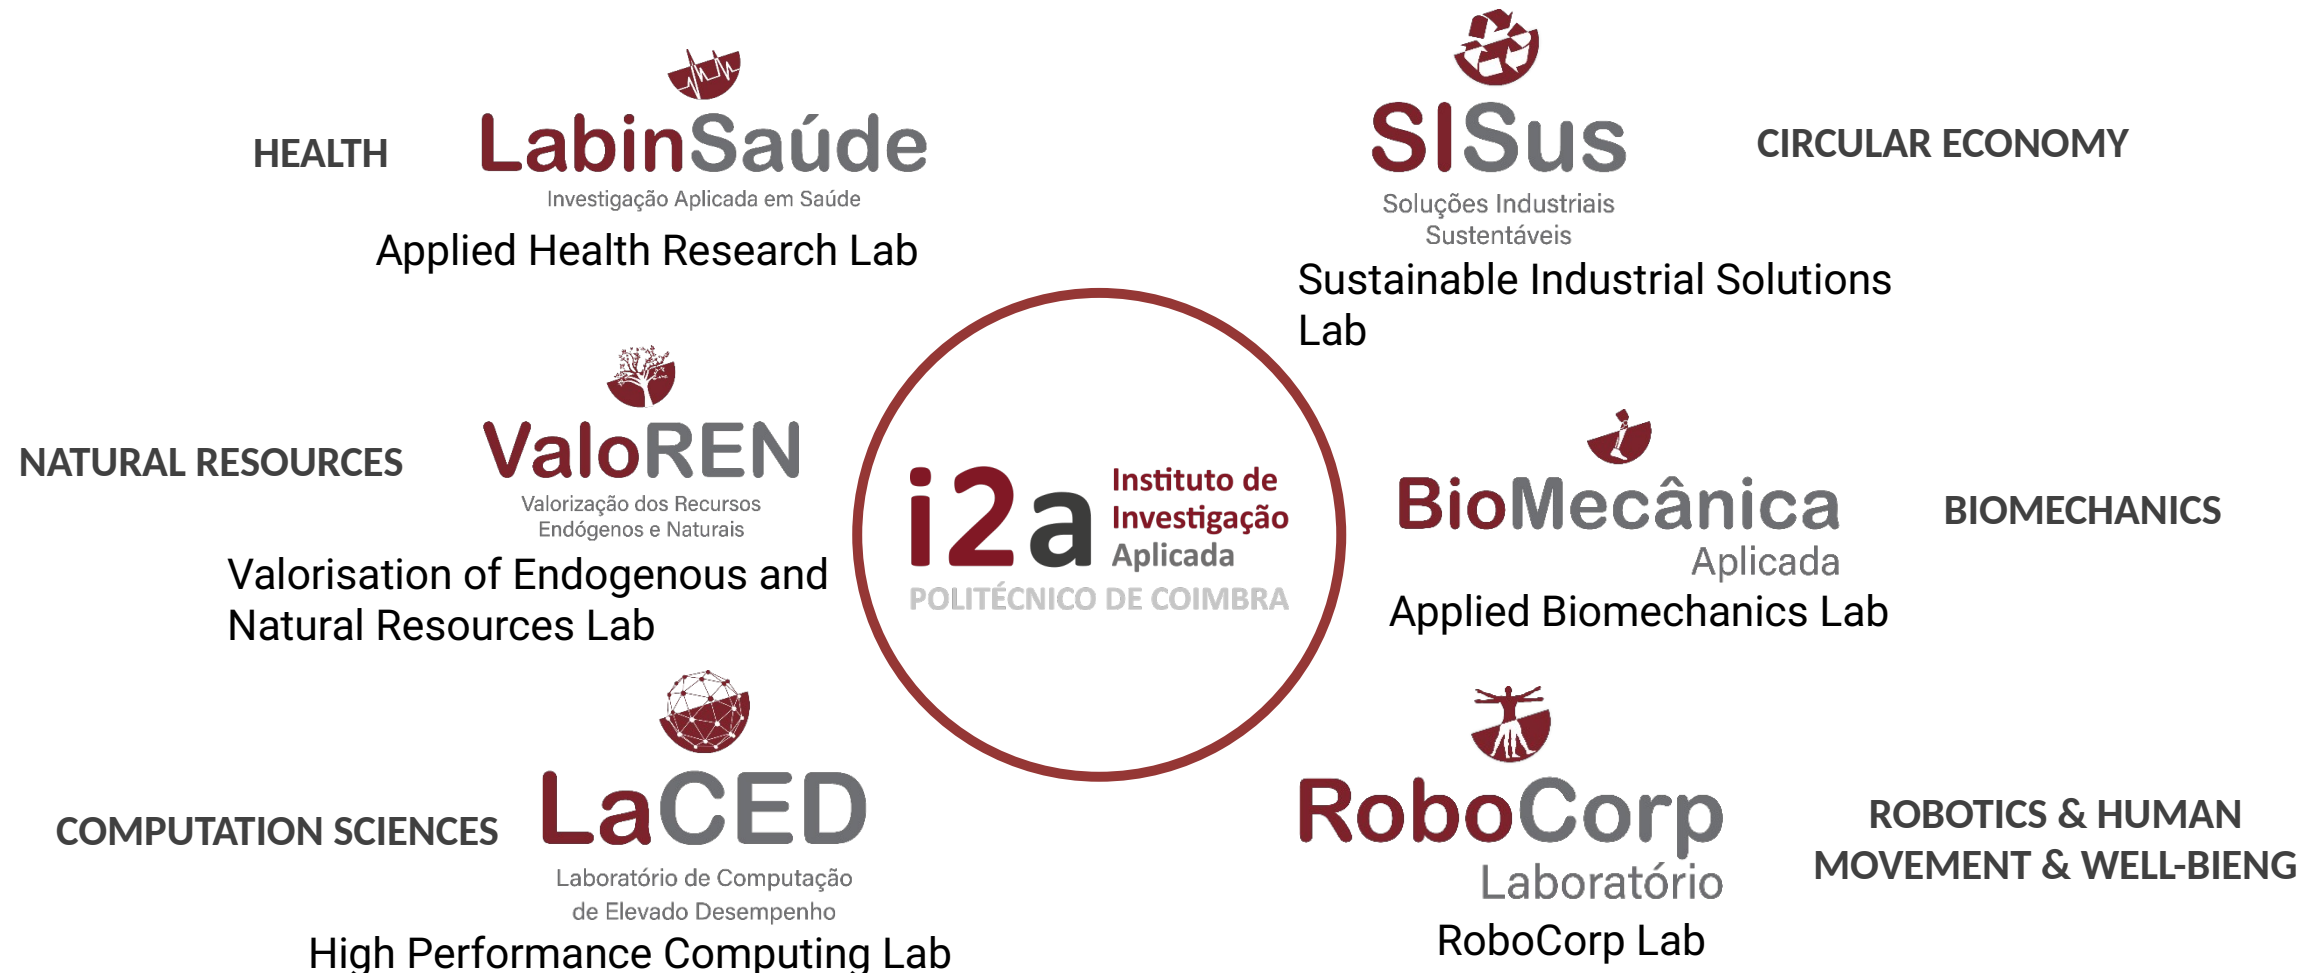 HEALTH
LabinSaúde
Investigação Aplicada em Saúde
Applied Health Research Lab
SISus
Soluções Industriais
Sustentáveis
Sustainable Industrial Solutions
Lab
CIRCULAR ECONOMY
NATURAL RESOURCES
ValoREN
Valorização dos Recursos
Endógenos e Naturais
Valorisation of Endogenous and
Natural Resources Lab
i2a
Instituto de
Investigação
Aplicada
POLITÉCNICO DE COIMBRA
BioMecânica
Aplicada
Applied Biomechanics Lab
BIOMECHANICS
COMPUTATION SCIENCES
LaCED
Laboratório de Computação
de Elevado Desempenho
High Performance Computing Lab
RoboCorp
Laboratório
RoboCorp Lab
ROBOTICS & HUMAN
MOVEMENT & WELL-BIENG